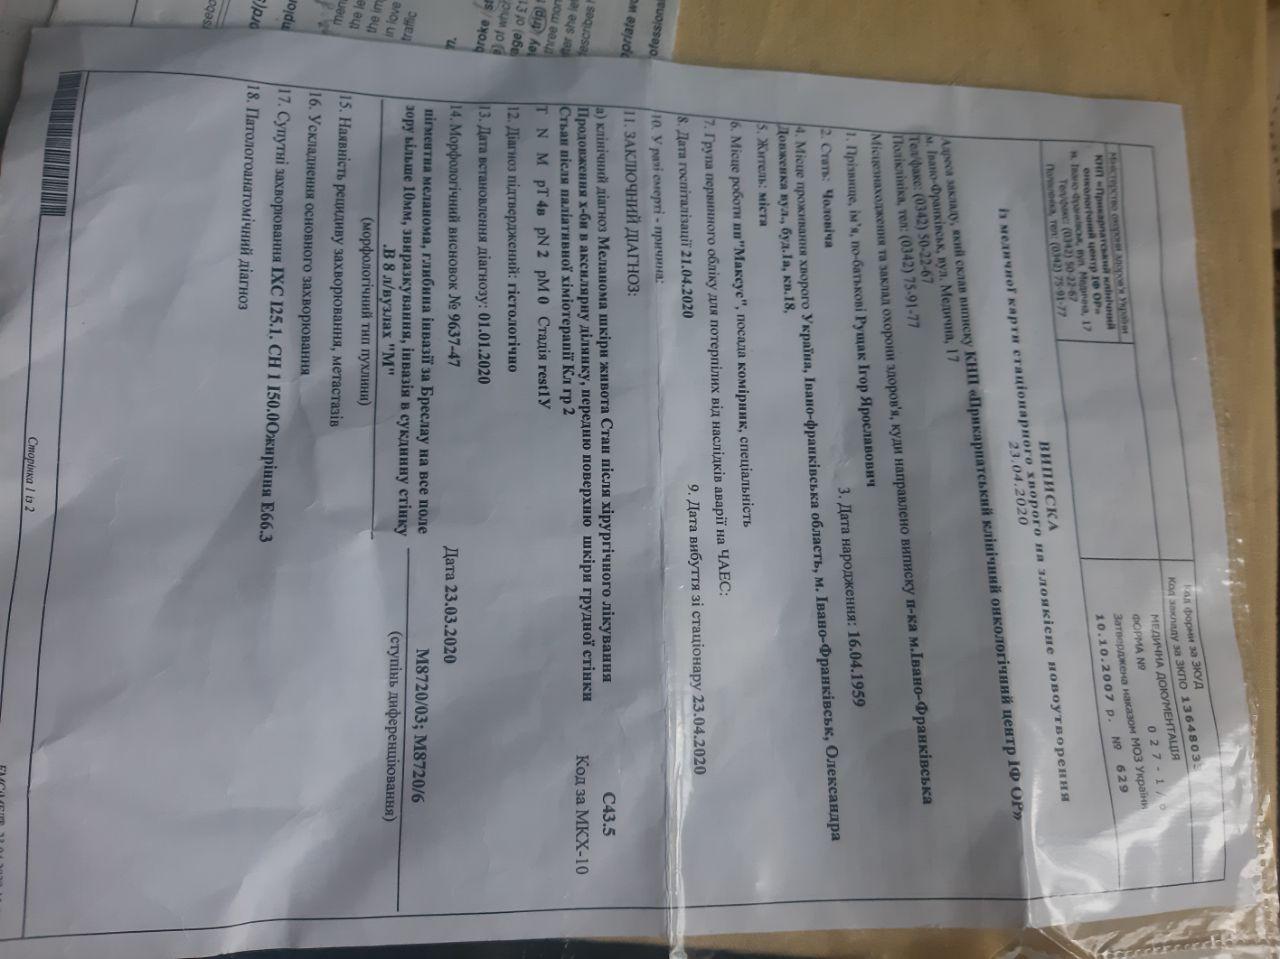 Міністерство охорони здоров'я України
КНП «Прикарпатський клінічний
онкологічний центр ІФ ОР»
м. Івано-Франківськ, вул. Медична, 17
Тел/факс: (0342) 50-22-67
Поліклініка, тел: (0342) 75-91-77
Код форми за ЗКУД
Код закладу за ЗКПО 1364803
МЕДИЧНА ДОКУМЕНТАЦІЯ
ФОРМА № 027-1/о
Затверджена наказом МОЗ України
10.10.2007 р. № 629
ВИПИСКА
із медичної карти стаціонарного хворого на злоякісне новоутворення
23.04.2020
Адреса закладу, який склав виписку КНП «Прикарпатський клінічний онкологічний центр ІФ ОР»
м. Івано-Франківськ, вул. Медична, 17
Тел/факс: (0342) 50-22-67
Поліклініка, тел: (0342) 75-91-77
Місцезнаходження та заклад охорони здоров'я, куди направлено виписку п-ка м.Івано-Франківська
1. Прізвище, ім'я, по-батькові Рущак Ігор Ярославович
2. Стать: Чоловіча 3. Дата народження: 16.04.1959
4. Місце проживання хворого Україна, Івано-франківська область, м. Івано-Франківськ, Олександра
Довженка вул., буд.1а, кв.18,
5. Житель: міста
6. Місце роботи пп"Максус", посада комірник, спеціальність
7. Група первинного обліку для потерпілих від наслідків аварії на ЧАЕС:
8. Дата госпіталізації 21.04.2020 9. Дата вибуття зі стаціонару 23.04.2020
10. У разі смерті - причина:
11. ЗАКЛЮЧНИЙ ДІАГНОЗ:
а) клінічний діагноз Меланома шкіри живота Стан після хірургічного лікування C43.5
Продовження х-би в аксилярну ділянку, передню поверхню шкіри грудної стінки Код за МКХ-10
Стьан після паліативної хіміотерапії Кл гр 2
T N M pT4в pN 2 pM 0 Стадія rest1У
12. Діагноз підтверджений: гістологічно
13. Дата встановлення діагнозу: 01.01.2020
14. Морфологічний висновок № 9637-47 Дата 23.03.2020
пігментна меланома, глибина інвазії за Бреслау на все поле M8720/03; M8720/6
зору більше 10мм, звиразкування, інвазія в сукдинну стінку (ступінь диференціювання)
.В 8 л/вузлах "М"
(морфологічний тип пухлини)
15. Наявність рецидиву захворювання, метастазів
16. Ускладнення основного захворювання
17. Супутні захворювання ІХС І25.1. СН 1 І50.0Ожиріння Е66.3
18. Патологоанатомічний діагноз
Сторінка 1 із 2